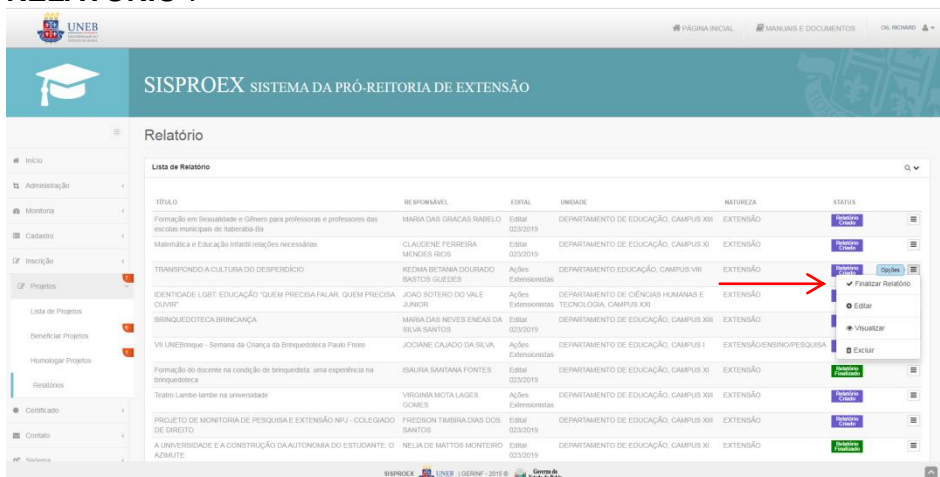 RELATÓRIO".
UNEB
PÁGINA INICIAL
MANUAIS E DOCUMENTOS
Olá, RICHARD
SISPROEX SISTEMA DA PRÓ-REITORIA DE EXTENSÃO
Relatório
Início
Administração
Monitoria
Cadastro
Inscrição
Projetos
Lista de Projetos
Beneficiar Projetos
Homologar Projetos
Relatórios
Certificado
Contato
Sistema
Lista de Relatório
TÍTULO RESPONSÁVEL EDITAL UNIDADE NATUREZA STATUS
Formação em Sexualidade e Gênero para professoras e professores das escolas municipais de Itaberaba-Ba MARIA DAS GRACAS RABELO Edital 023/2019 DEPARTAMENTO DE EDUCAÇÃO, CAMPUS XIII EXTENSÃO Relatório Criado
Matemática e Educação Infantil:relações necessárias CLAUDENE FERREIRA MENDES RIOS Edital 023/2019 DEPARTAMENTO DE EDUCAÇÃO, CAMPUS XI EXTENSÃO Relatório Criado
TRANSPONDO A CULTURA DO DESPERDÍCIO KEDMA BETANIA DOURADO BASTOS GUEDES Ações Extensionistas DEPARTAMENTO EDUCAÇÃO, CAMPUS VIII EXTENSÃO Relatório Criado Opções
Finalizar Relatório
Editar
Visualizar
Excluir
IDENTIDADE LGBT: EDUCAÇÃO "QUEM PRECISA FALAR, QUEM PRECISA OUVIR" JOAO SOTERO DO VALE JUNIOR Ações Extensionistas DEPARTAMENTO DE CIÊNCIAS HUMANAS E TECNOLOGIA, CAMPUS XXI EXTENSÃO
BRINQUEDOTECA BRINCANÇA MARIA DAS NEVES ENEAS DA SILVA SANTOS Edital 023/2019 DEPARTAMENTO DE EDUCAÇÃO, CAMPUS XIII EXTENSÃO
VII UNEBrinque - Semana da Criança da Brinquedoteca Paulo Freire JOCIANE CAJADO DA SILVA Ações Extensionistas DEPARTAMENTO DE EDUCAÇÃO, CAMPUS I EXTENSÃO/ENSINO/PESQUISA
Formação do docente na condição de brinquedista: uma experiência na brinquedoteca ISAURA SANTANA FONTES Edital 023/2019 DEPARTAMENTO DE EDUCAÇÃO, CAMPUS XI EXTENSÃO Relatório Finalizado
Teatro Lambe-lambe na universidade VIRGINIA MOTA LAGES GOMES Ações Extensionistas DEPARTAMENTO DE EDUCAÇÃO, CAMPUS XIII EXTENSÃO Relatório Criado
PROJETO DE MONITORIA DE PESQUISA E EXTENSÃO NPJ - COLEGIADO DE DIREITO FREDSON TIMBIRA DIAS DOS SANTOS Edital 023/2019 DEPARTAMENTO DE EDUCAÇÃO, CAMPUS XIII EXTENSÃO Relatório Criado
A UNIVERSIDADE E A CONSTRUÇÃO DA AUTONOMIA DO ESTUDANTE: O AZIMUTE NELIA DE MATTOS MONTEIRO Edital 023/2019 DEPARTAMENTO DE EDUCAÇÃO, CAMPUS XI EXTENSÃO Relatório Finalizado
SISPROEX UNEB | GERINF - 2015 © Governo do Estado da Bahia